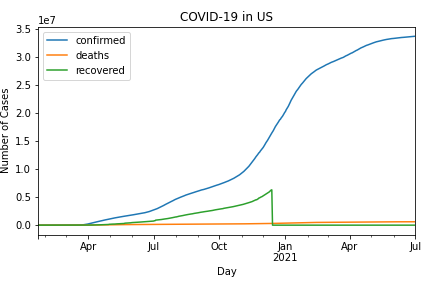 COVID-19 in US
1e7
confirmed
deaths
recovered
Number of Cases
3.5
3.0
2.5
2.0
1.5
1.0
0.5
0.0
Apr Jul Oct Jan Apr Jul
2021
Day